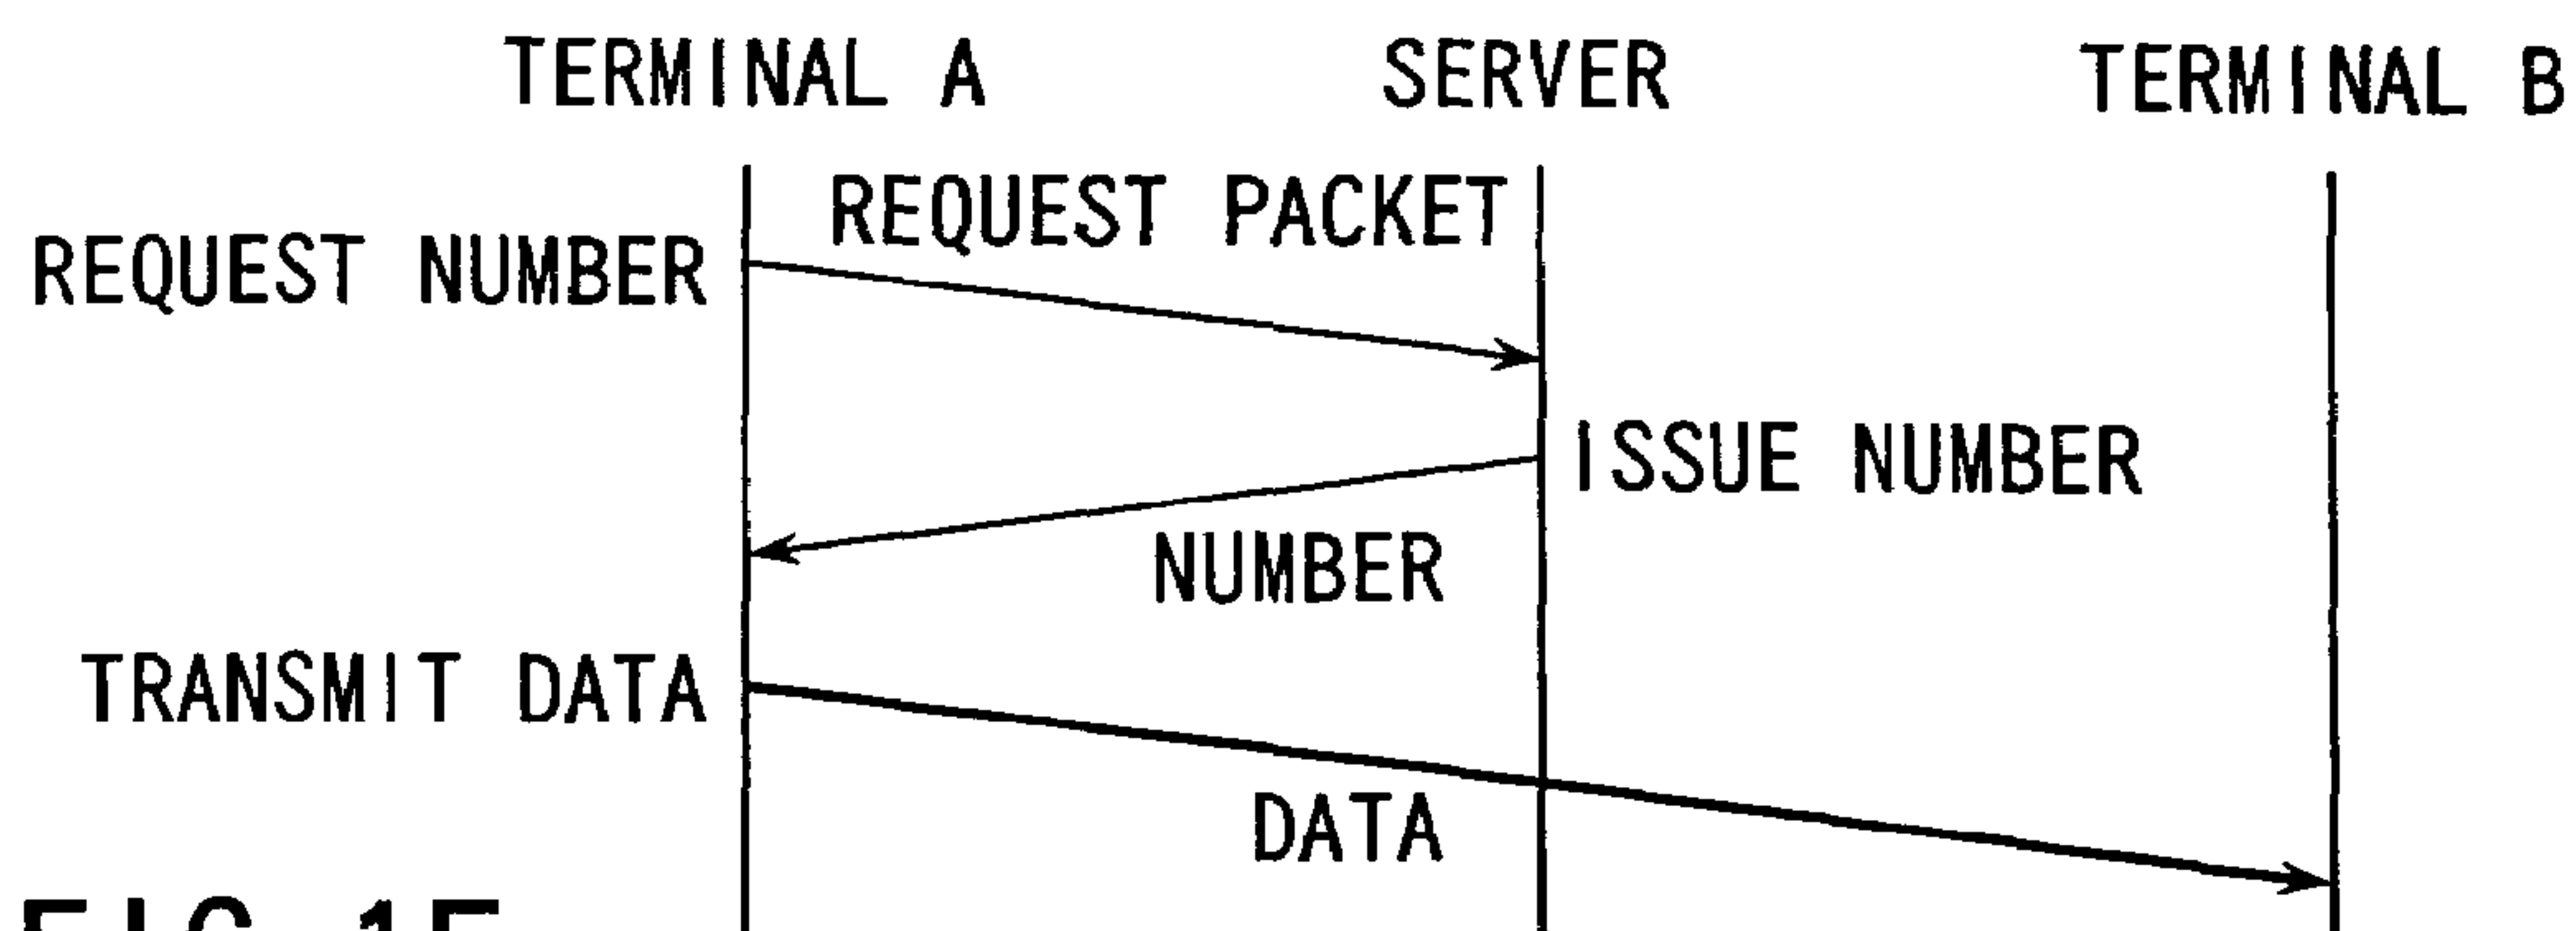 TERMINAL A SERVER TERMINAL B
REQUEST PACKET
REQUEST NUMBER
ISSUE NUMBER
NUMBER
TRANSMIT DATA
DATA